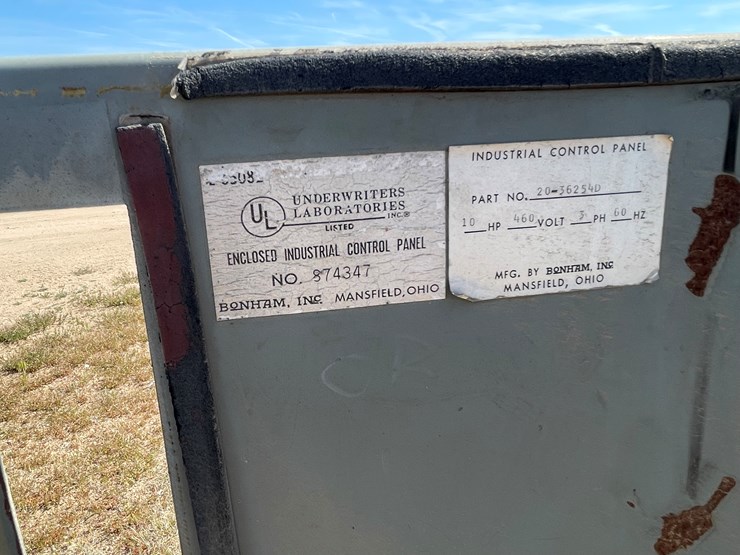 UL
UNDERWRITERS
LABORATORIES
INC.®
LISTED
ENCLOSED INDUSTRIAL CONTROL PANEL
NO. 874347
BONHAM, INC. MANSFIELD, OHIO
INDUSTRIAL CONTROL PANEL
PART NO. 20-36254D
10 HP 460 VOLT 3 PH 60 HZ
MFG. BY BONHAM, INC.
MANSFIELD, OHIO